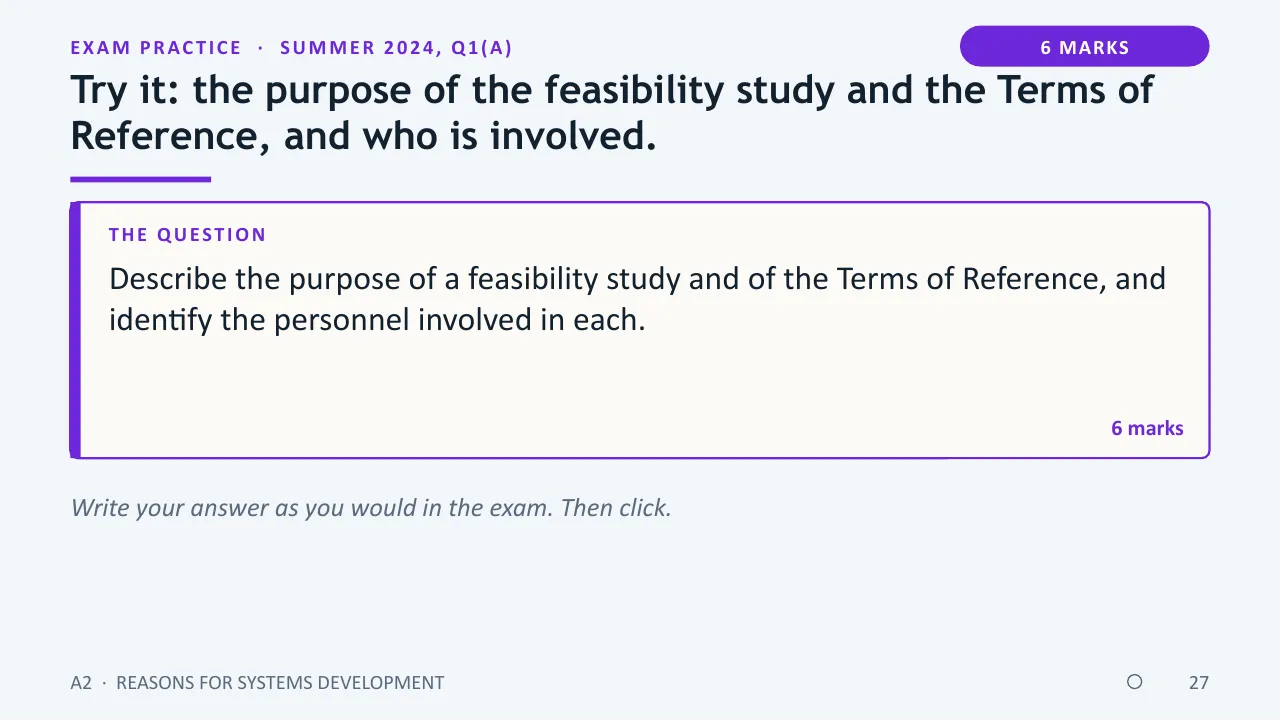 EXAM PRACTICE · SUMMER 2024, Q1(A)
6 MARKS
Try it: the purpose of the feasibility study and the Terms of
Reference, and who is involved.
THE QUESTION
Describe the purpose of a feasibility study and of the Terms of Reference, and
identify the personnel involved in each.
6 marks
Write your answer as you would in the exam. Then click.
A2 · REASONS FOR SYSTEMS DEVELOPMENT
27